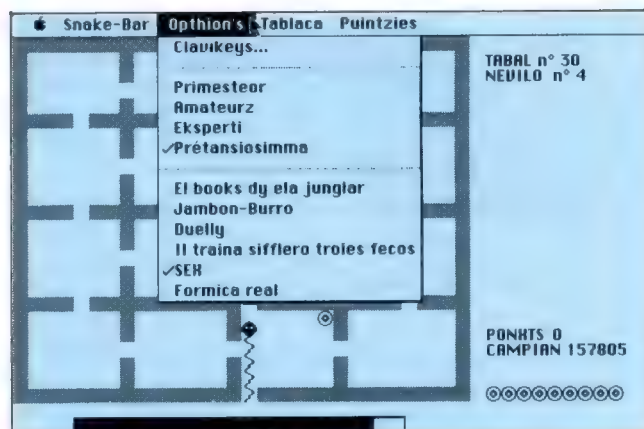 Snake-Bar Opthion's Tablaca Puintzies
Clavikeys...
Primesteor
Amateurz
Eksperti
✓Prétansiosimma
El books dy ela junglar
Jambon-Burro
Duelly
Il traina sifflero troies fecos
✓SEX
Formica real
TABAL n° 30
NEVILO n° 4
PONXTS 0
CAMPIAN 157805